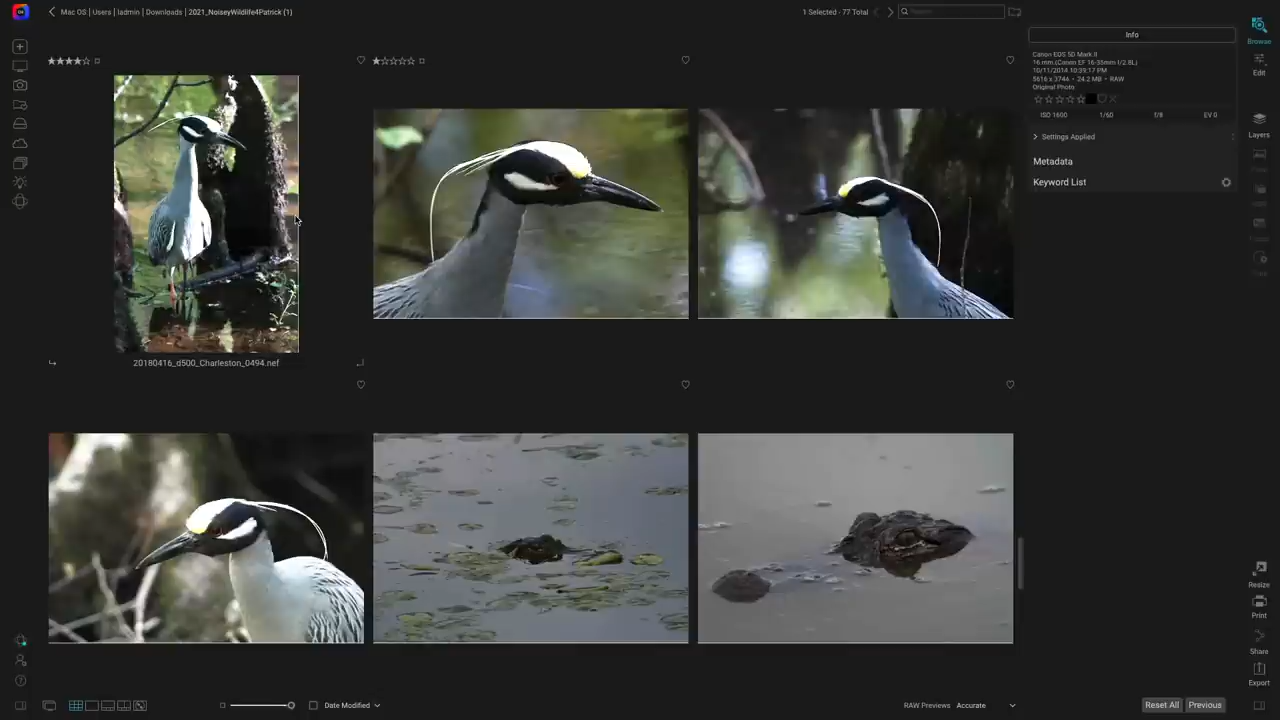 Mac OS | Users | ladmin | Downloads | 2021_NoiseyWildlife4Patrick (1)
1 Selected - 77 Total
Search
Info
Browse
Canon EOS 5D Mark II
16 mm (Canon EF 16-35mm f/2.8L)
10/11/2014 10:39:17 PM
5616 x 3744 • 24.2 MB • RAW
Original Photo
Edit
ISO 1600 1/60 f/8 EV 0
Layers
Settings Applied
Metadata
Keyword List
20180416_d500_Charleston_0494.nef
Resize
Print
Share
Export
Date Modified
RAW Previews Accurate
Reset All
Previous